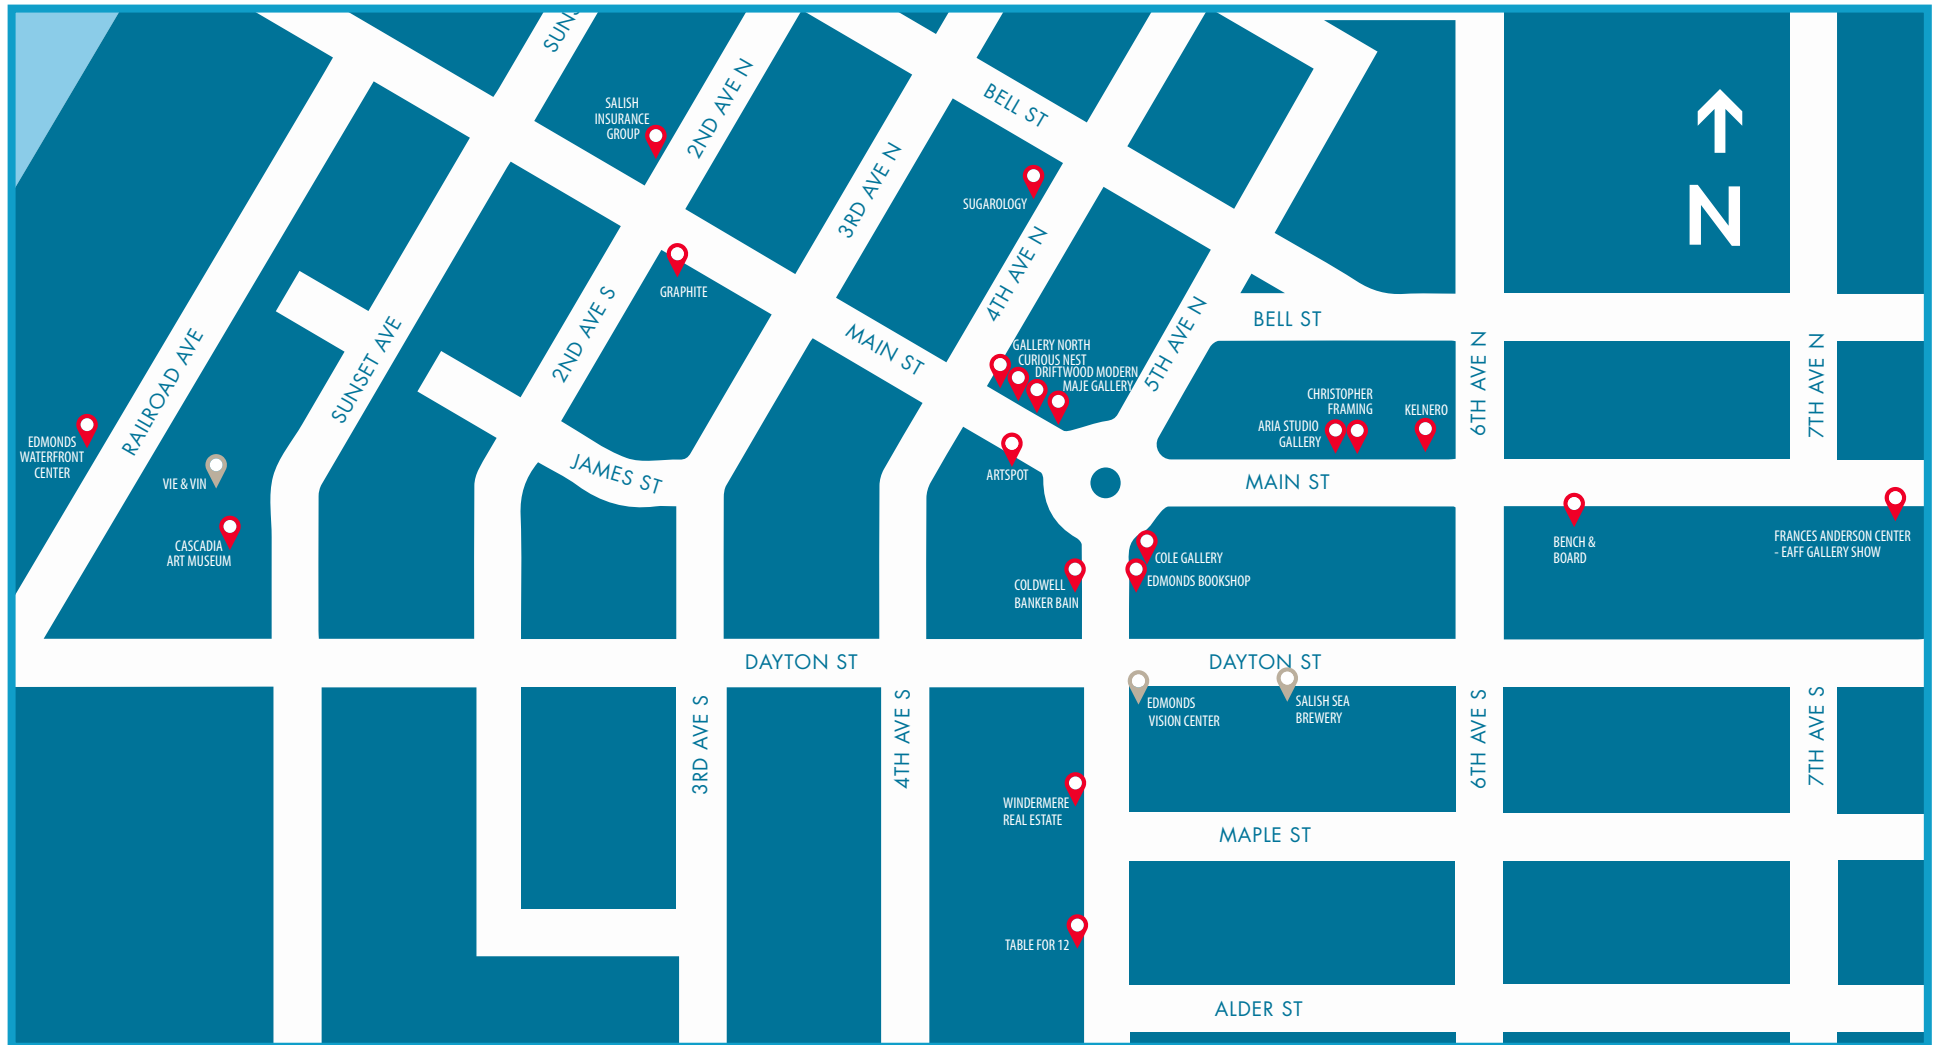 SUNS
SALISH
INSURANCE
GROUP
2ND AVE N
BELL ST
3RD AVE N
SUGAROLOGY
N
4TH AVE N
GRAPHITE
2ND AVE S
MAIN ST
5TH AVE N
BELL ST
RAILROAD AVE
SUNSET AVE
GALLERY NORTH
CURIOUS NEST
DRIFTWOOD MODERN
MAJE GALLERY
6TH AVE N
7TH AVE N
CHRISTOPHER
FRAMING
ARIA STUDIO
GALLERY
KELNERO
EDMONDS
WATERFRONT
CENTER
VIE & VIN
JAMES ST
ARTSPOT
MAIN ST
CASCADIA
ART MUSEUM
BENCH &
BOARD
FRANCES ANDERSON CENTER
- EAFF GALLERY SHOW
COLE GALLERY
EDMONDS BOOKSHOP
COLDWELL
BANKER BAIN
DAYTON ST
DAYTON ST
3RD AVE S
4TH AVE S
EDMONDS
VISION CENTER
SALISH SEA
BREWERY
6TH AVE S
7TH AVE S
WINDERMERE
REAL ESTATE
MAPLE ST
TABLE FOR 12
ALDER ST